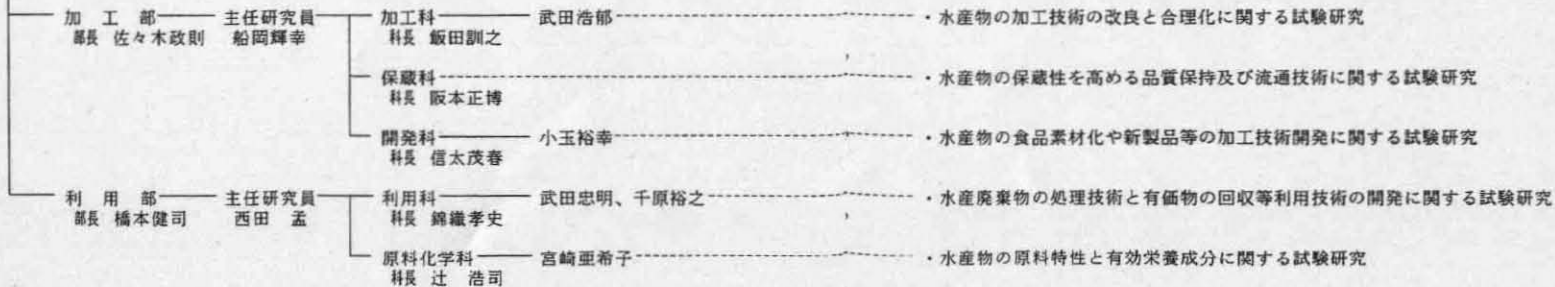 加工部 主任研究員 加工科 武田浩郁 ・水産物の加工技術の改良と合理化に関する試験研究
部長 佐々木政則 船岡輝幸 科長 飯田訓之
保蔵科 ・水産物の保蔵性を高める品質保持及び流通技術に関する試験研究
科長 阪本正博
開発科 小玉裕幸 ・水産物の食品素材化や新製品等の加工技術開発に関する試験研究
科長 信太茂春
利用部 主任研究員 利用科 武田忠明、千原裕之 ・水産廃棄物の処理技術と有価物の回収等利用技術の開発に関する試験研究
部長 橋本健司 西田 孟 科長 錦織孝史
原料化学科 宮崎亜希子 ・水産物の原料特性と有効栄養成分に関する試験研究
科長 辻 浩司